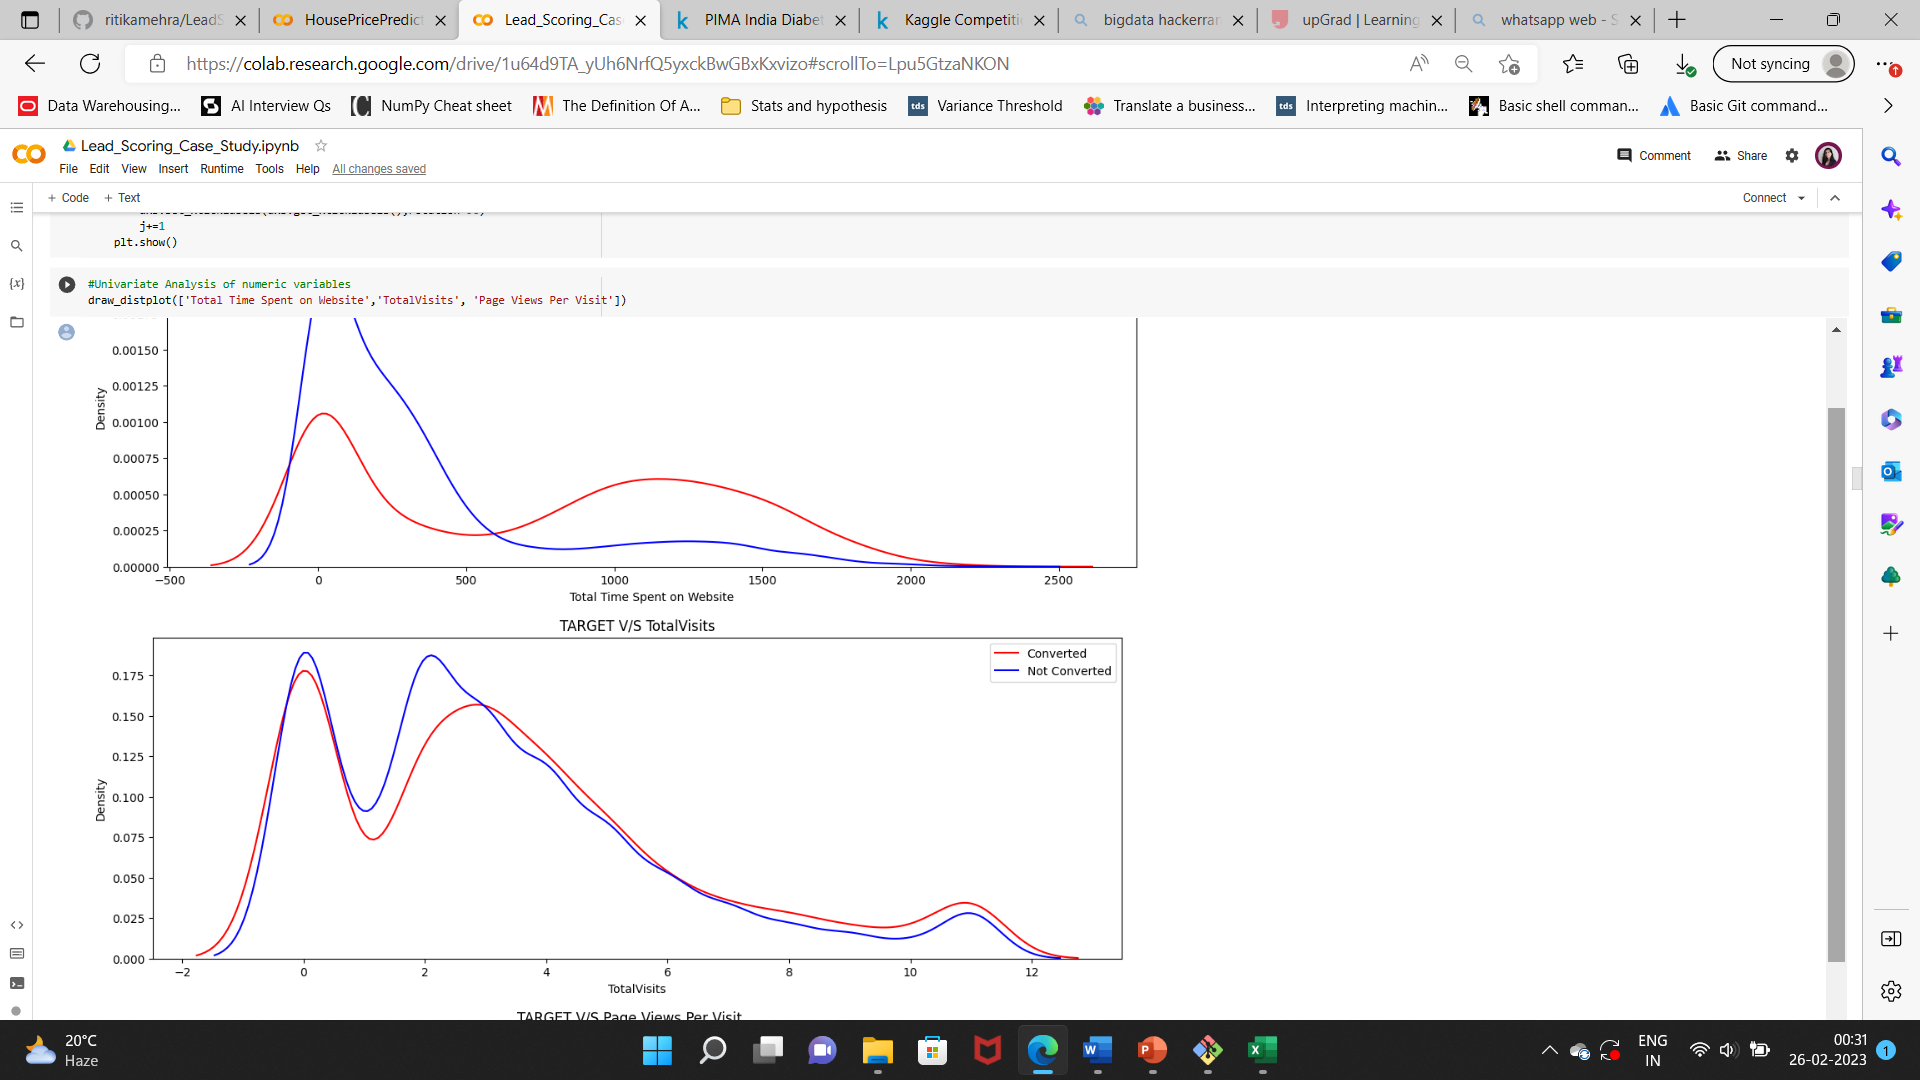 ritikamehra/LeadS
HousePricePredict
Lead_Scoring_Cas
PIMA India Diabet
Kaggle Competiti
bigdata hackerran
upGrad | Learning
whatsapp web - S
https://colab.research.google.com/drive/1u64d9TA_yUh6NrfQ5yxckBwGBxKxvizo#scrollTo=Lpu5GtzaNKON
Not syncing
Data Warehousing...
AI Interview Qs
NumPy Cheat sheet
The Definition Of A...
Stats and hypothesis
Variance Threshold
Translate a business...
Interpreting machin...
Basic shell comman...
Basic Git command...
Lead_Scoring_Case_Study.ipynb
File Edit View Insert Runtime Tools Help All changes saved
Comment
Share
+ Code + Text
Connect
j+=1
plt.show()
#Univariate Analysis of numeric variables
draw_distplot(['Total Time Spent on Website','TotalVisits', 'Page Views Per Visit'])
0.00150
0.00125
0.00100
0.00075
0.00050
0.00025
0.00000
Density
−500 0 500 1000 1500 2000 2500
Total Time Spent on Website
TARGET V/S TotalVisits
Converted
Not Converted
0.175
0.150
0.125
0.100
0.075
0.050
0.025
0.000
Density
−2 0 2 4 6 8 10 12
TotalVisits
TARGET V/S Page Views Per Visit
20°C
Haze
ENG
IN
00:31
26-02-2023
1